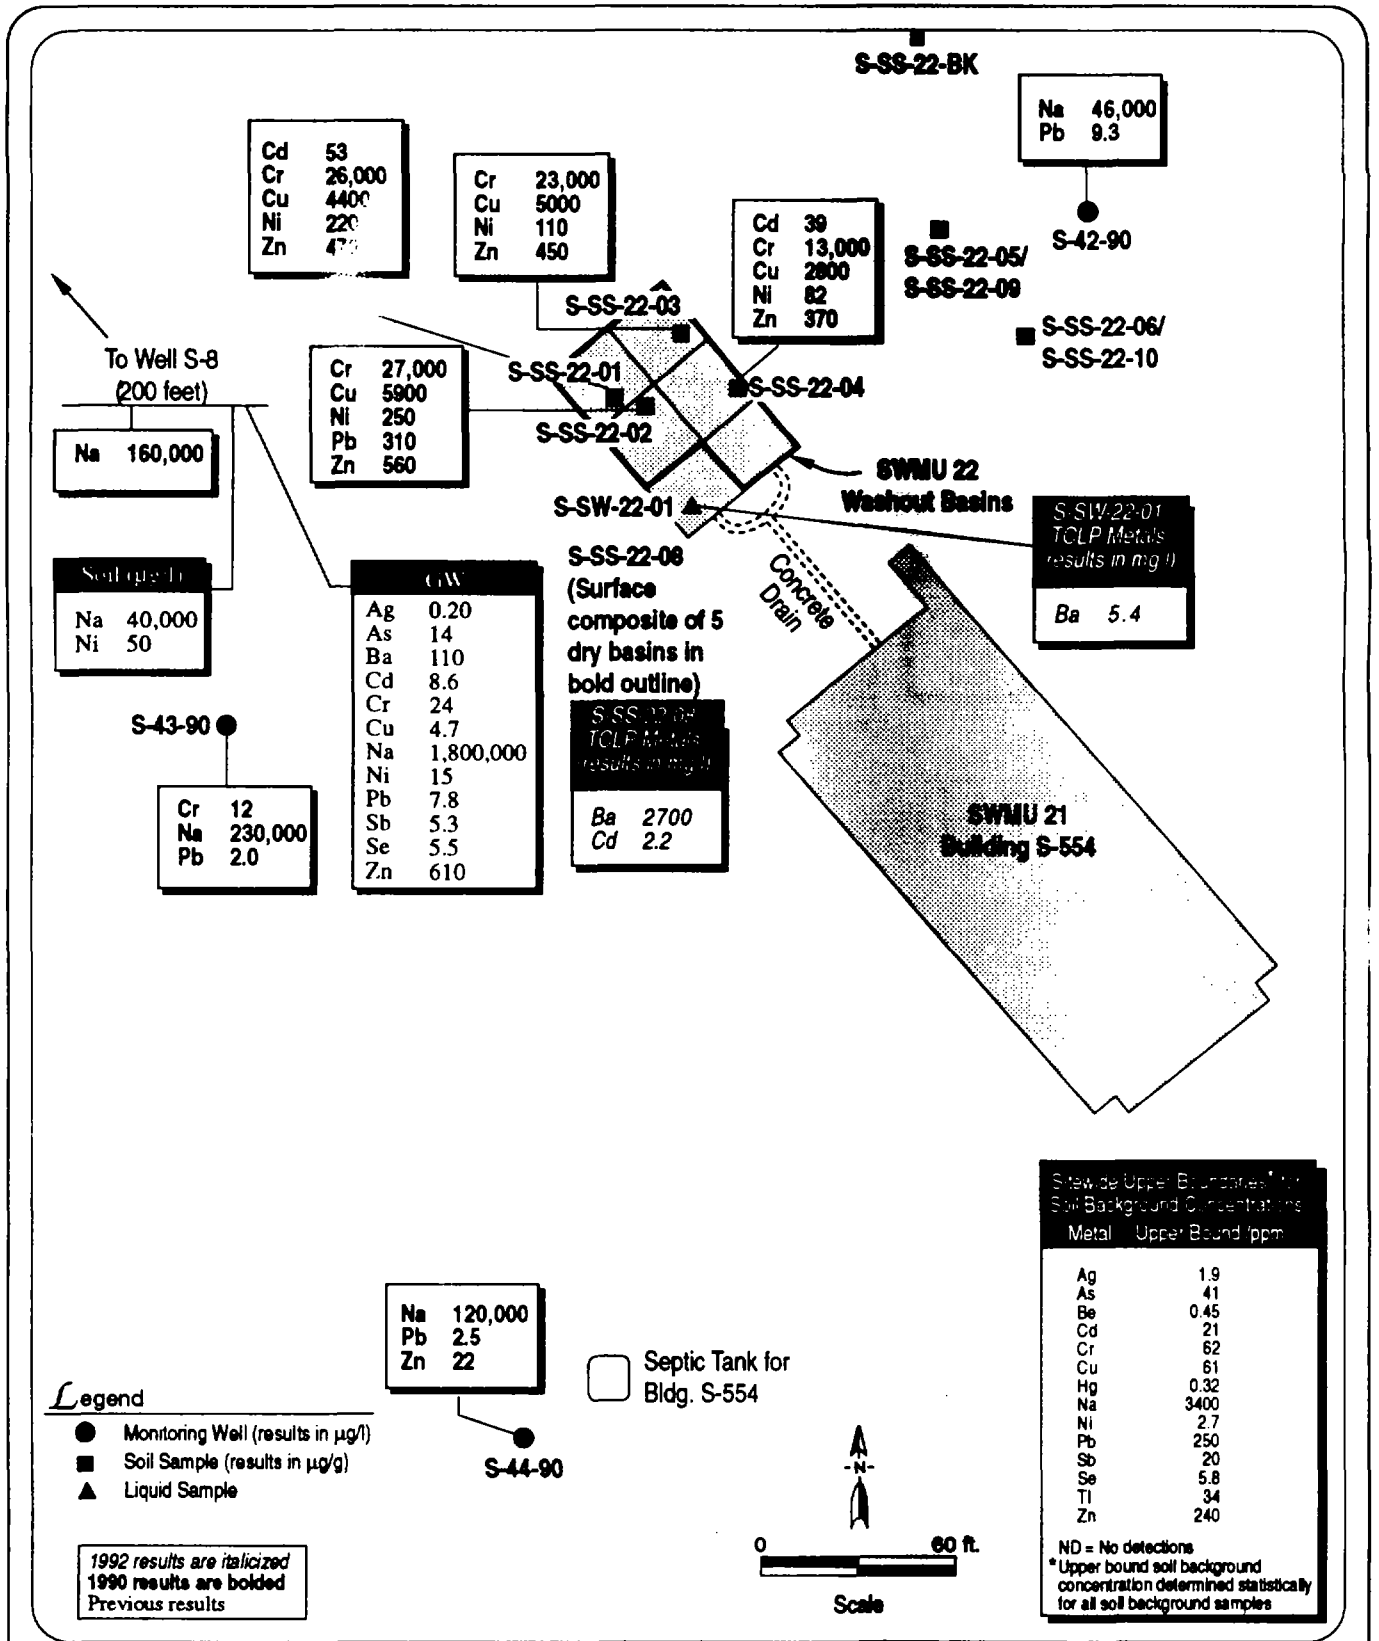 S-SS-22-BK
Na 46,000
Pb 9.3
S-42-90
Cd 53
Cr 26,000
Cu 4400
Ni 220
Zn
Cr 23,000
Cu 5000
Ni 110
Zn 450
Cd 39
Cr 13,000
Cu 2800
Ni 82
Zn 370
S-SS-22-05/
S-SS-22-09
S-SS-22-06/
S-SS-22-10
S-SS-22-03
To Well S-8
(200 feet)
Na 160,000
Cr 27,000
Cu 5900
Ni 250
Pb 310
Zn 560
S-SS-22-01
S-SS-22-04
S-SS-22-02
SWMU 22
Washout Basins
S-SW-22-01
S-SW-22-01
TCLP Metals
results in mg/l)
Ba 5.4
S-SS-22-08
(Surface
composite of 5
dry basins in
bold outline)
Concrete
Drain
Soil (µg/l)
Na 40,000
Ni 50
GW
Ag 0.20
As 14
Ba 110
Cd 8.6
Cr 24
Cu 4.7
Na 1,800,000
Ni 15
Pb 7.8
Sb 5.3
Se 5.5
Zn 610
S-SS-22-08
TCLP Metals
(results in mg/l)
Ba 2700
Cd 2.2
S-43-90
Cr 12
Na 230,000
Pb 2.0
SWMU 21
Building S-554
Sitewide Upper Boundaries* for
Soil Background Concentrations
Metal Upper Bound /ppm
Ag 1.9
As 41
Be 0.45
Cd 21
Cr 62
Cu 61
Hg 0.32
Na 3400
Ni 2.7
Pb 250
Sb 20
Se 5.8
Tl 34
Zn 240
ND = No detections
* Upper bound soil background
concentration determined statistically
for all soil background samples
Na 120,000
Pb 2.5
Zn 22
S-44-90
Septic Tank for
Bldg. S-554
Legend
Monitoring Well (results in µg/l)
Soil Sample (results in µg/g)
Liquid Sample
1992 results are italicized
1990 results are bolded
Previous results
-N-
0 60 ft.
Scale